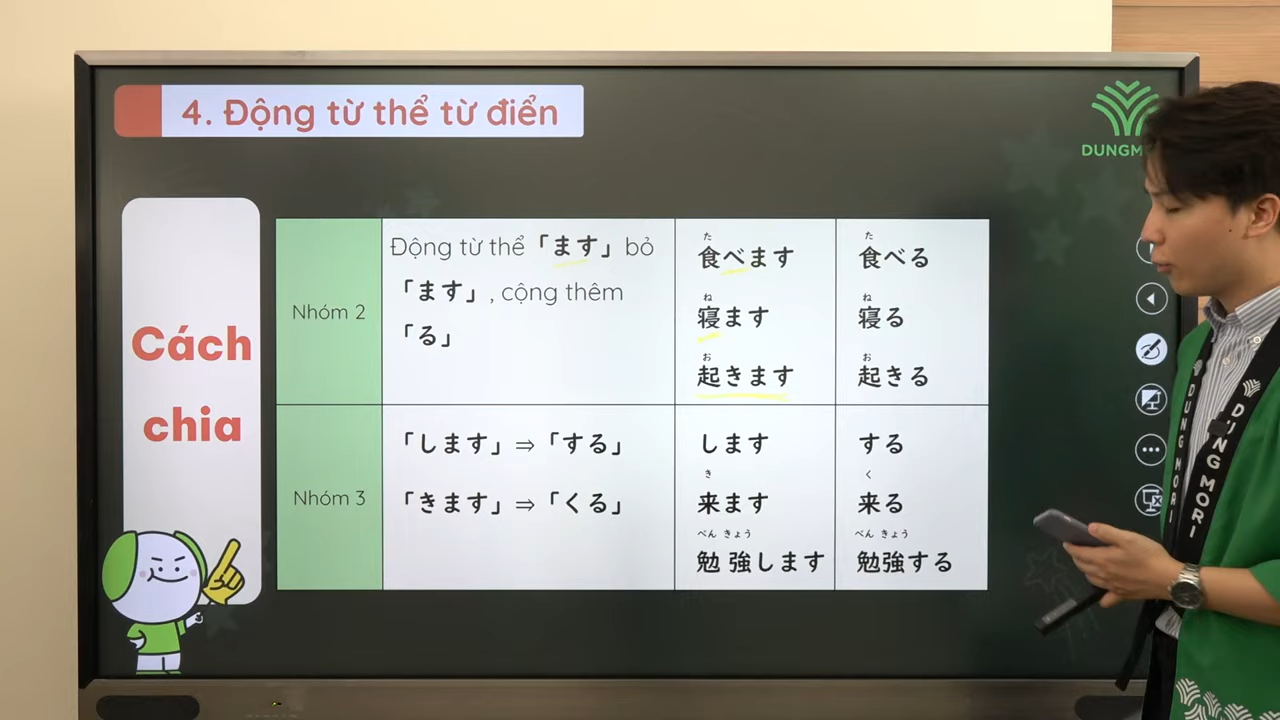 4. Động từ thể từ điển
DUNGM
Cách
chia
Nhóm 2
Động từ thể「ます」bỏ
「ます」, cộng thêm
「る」
た
食べます
ね
寝ます
お
起きます
た
食べる
ね
寝る
お
起きる
Nhóm 3
「します」⇒「する」
「きます」⇒「くる」
します
き
来ます
べん きょう
勉強します
する
く
来る
べん きょう
勉強する
DUNG MORI
DUNG MORI